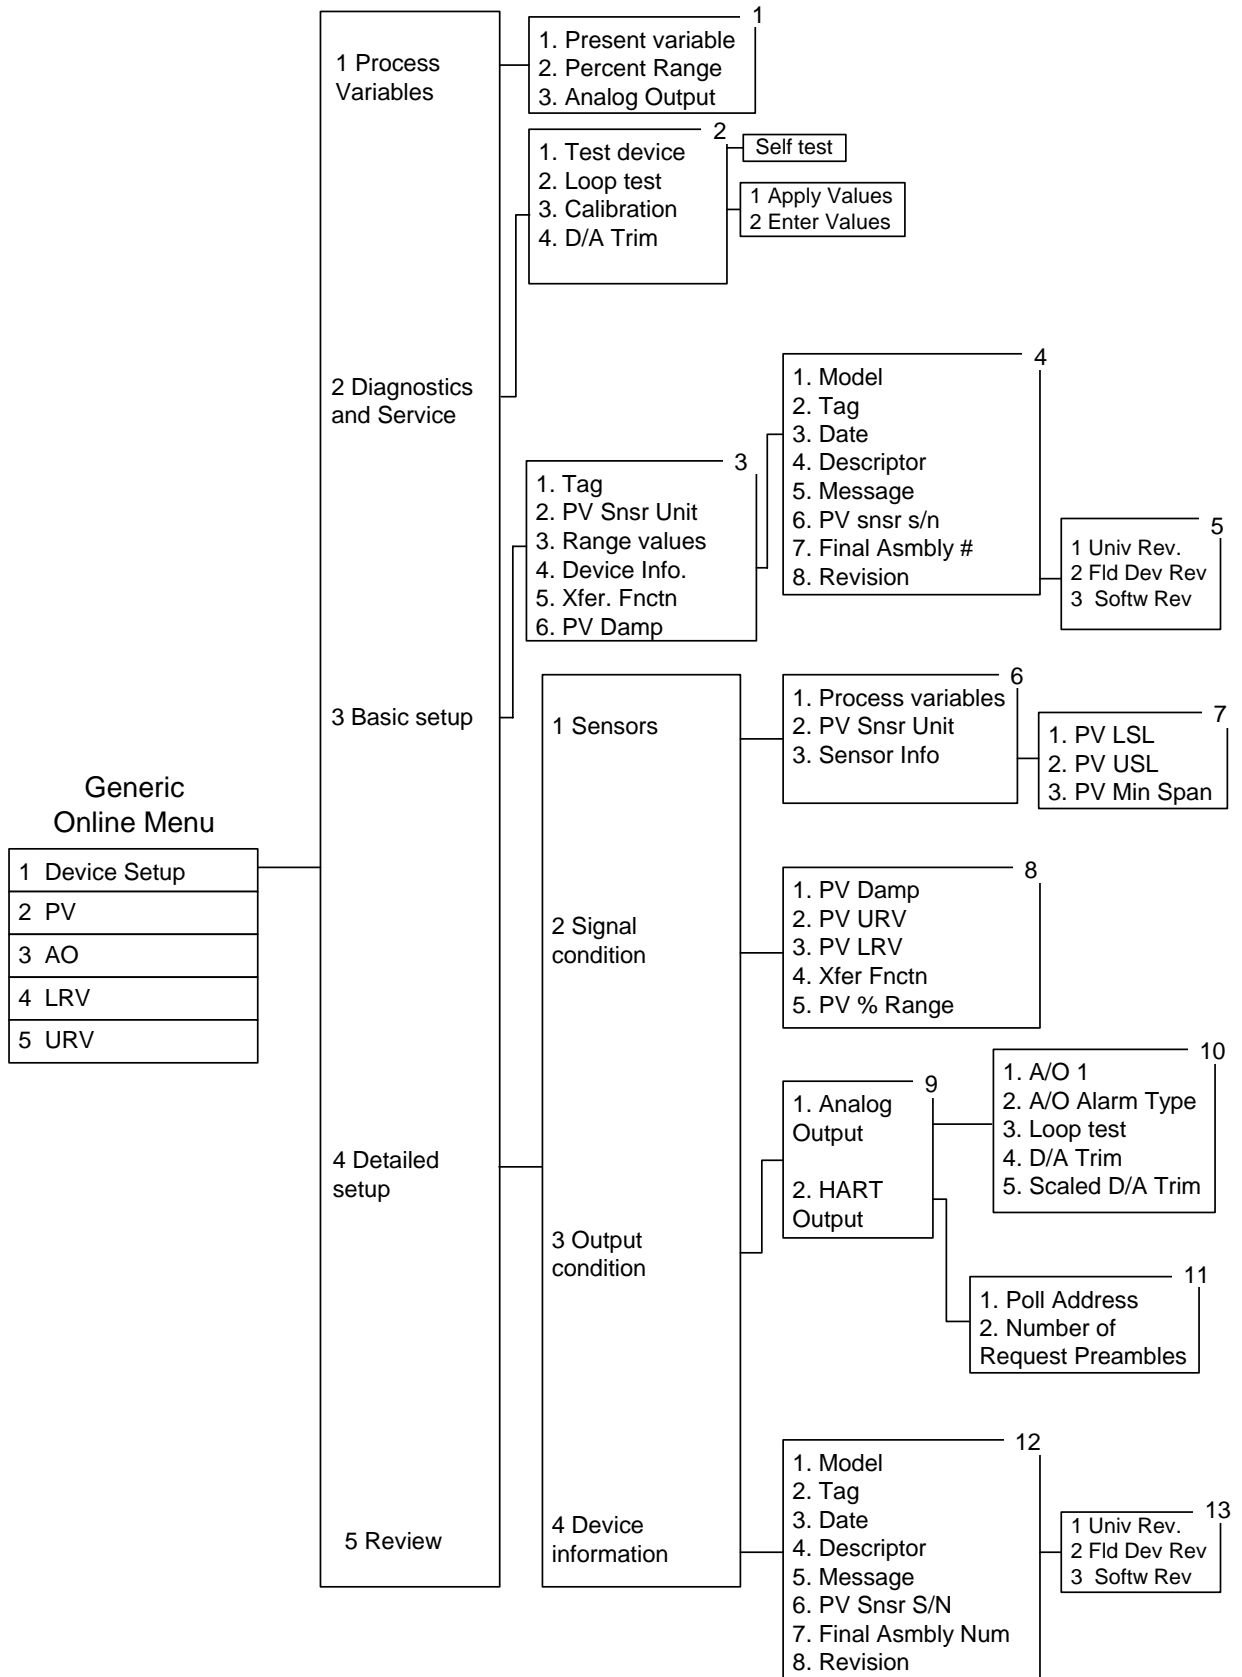 Generic
Online Menu
1 Device Setup
2 PV
3 AO
4 LRV
5 URV
1 Process
Variables
2 Diagnostics
and Service
3 Basic setup
4 Detailed
setup
5 Review
1
1. Present variable
2. Percent Range
3. Analog Output
2
1. Test device
2. Loop test
3. Calibration
4. D/A Trim
Self test
1 Apply Values
2 Enter Values
3
1. Tag
2. PV Snsr Unit
3. Range values
4. Device Info.
5. Xfer. Fnctn
6. PV Damp
4
1. Model
2. Tag
3. Date
4. Descriptor
5. Message
6. PV snsr s/n
7. Final Asmbly #
8. Revision
5
1 Univ Rev.
2 Fld Dev Rev
3 Softw Rev
1 Sensors
2 Signal
condition
3 Output
condition
4 Device
information
6
1. Process variables
2. PV Snsr Unit
3. Sensor Info
7
1. PV LSL
2. PV USL
3. PV Min Span
8
1. PV Damp
2. PV URV
3. PV LRV
4. Xfer Fnctn
5. PV % Range
9
1. Analog
Output
2. HART
Output
10
1. A/O 1
2. A/O Alarm Type
3. Loop test
4. D/A Trim
5. Scaled D/A Trim
11
1. Poll Address
2. Number of
Request Preambles
12
1. Model
2. Tag
3. Date
4. Descriptor
5. Message
6. PV Snsr S/N
7. Final Asmbly Num
8. Revision
13
1 Univ Rev.
2 Fld Dev Rev
3 Softw Rev